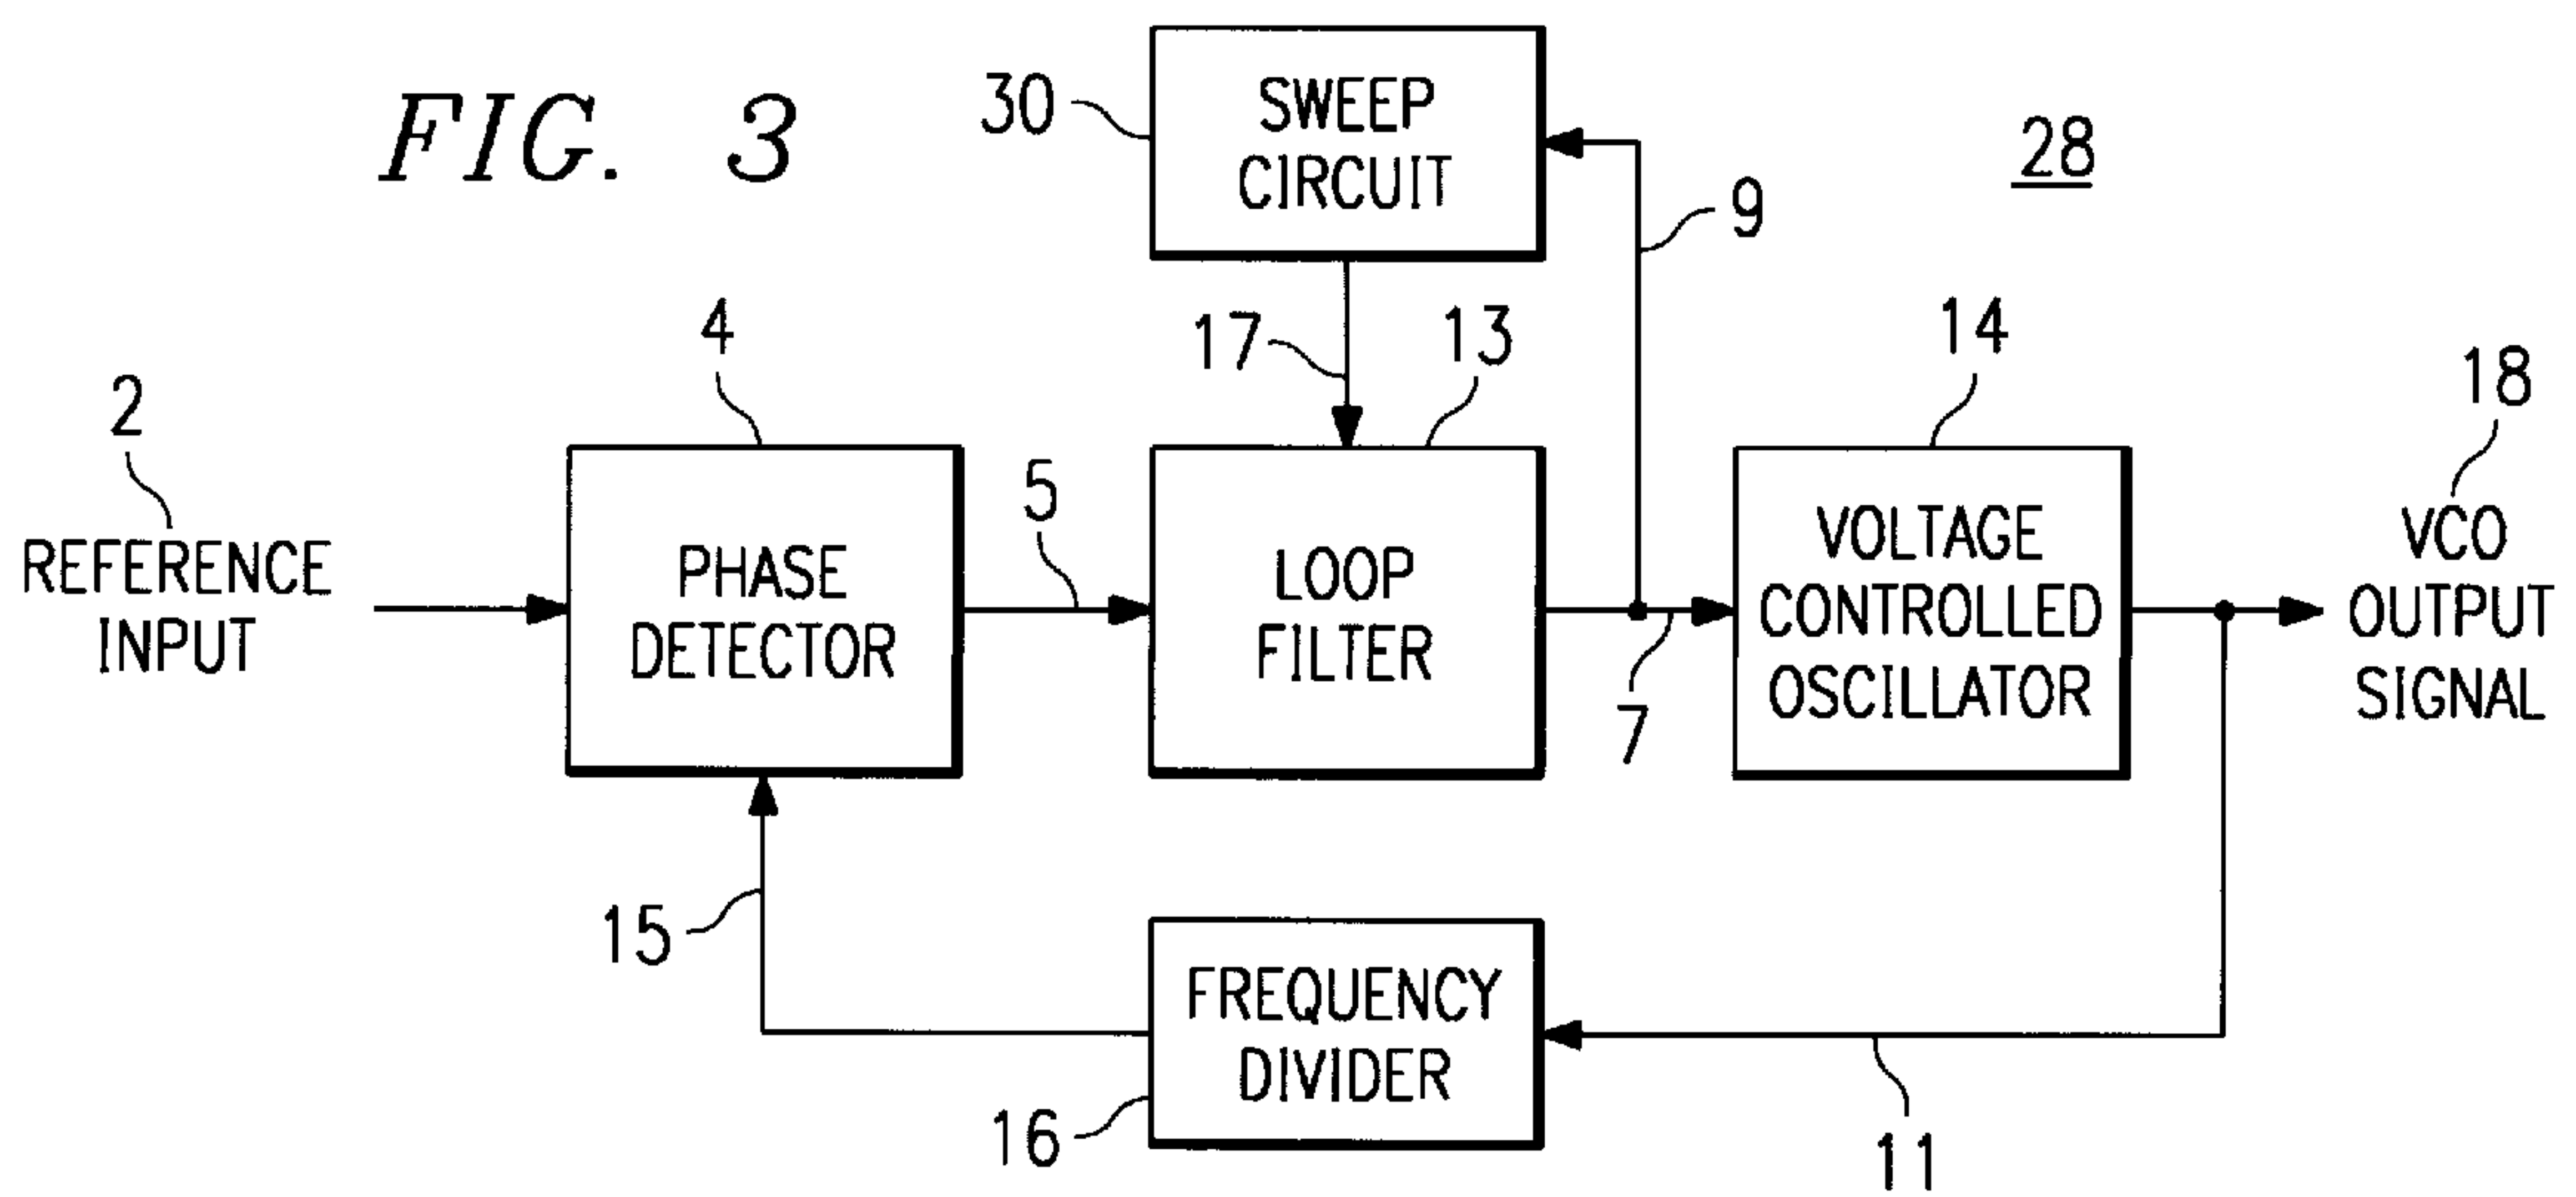 FIG. 3
30
SWEEP
CIRCUIT
28
9
17
13
4
14
18
2
5
REFERENCE
INPUT
PHASE
DETECTOR
LOOP
FILTER
VOLTAGE
CONTROLLED
OSCILLATOR
VCO
OUTPUT
SIGNAL
7
15
FREQUENCY
DIVIDER
16
11